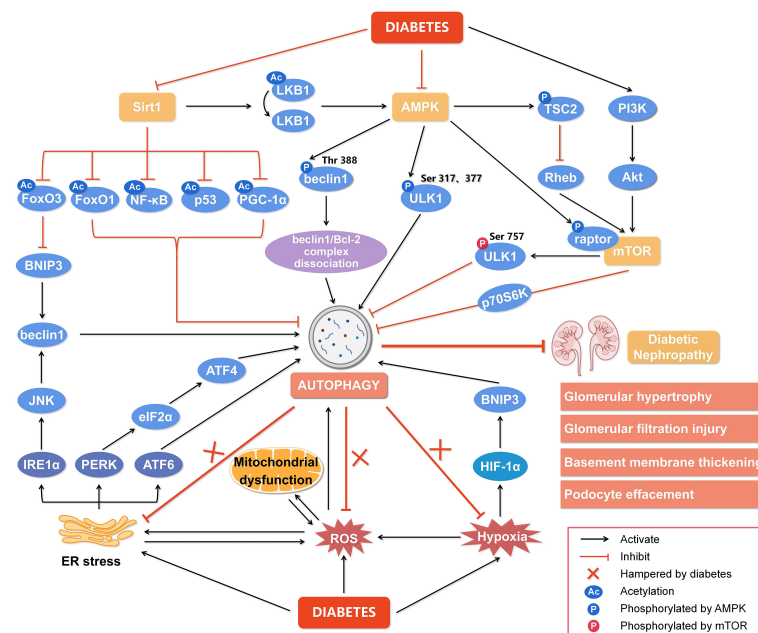 DIABETES
Sirt1
Ac
LKB1
LKB1
AMPK
P
TSC2
PI3K
Ac
FoxO3
Ac
FoxO1
Ac
NF-κB
Ac
p53
Ac
PGC-1α
Thr 388
P
beclin1
Ser 317、377
P
ULK1
Rheb
Akt
BNIP3
beclin1/Bcl-2
complex
dissociation
Ser 757
P
ULK1
P
raptor
mTOR
p70S6K
beclin1
Diabetic
Nephropathy
ATF4
AUTOPHAGY
JNK
eIF2α
BNIP3
Glomerular hypertrophy
Glomerular filtration injury
Basement membrane thickening
Podocyte effacement
IRE1α
PERK
ATF6
Mitochondrial
dysfunction
HIF-1α
ER stress
ROS
Hypoxia
DIABETES
Activate
Inhibit
Hampered by diabetes
Ac
Acetylation
P
Phosphorylated by AMPK
P
Phosphorylated by mTOR